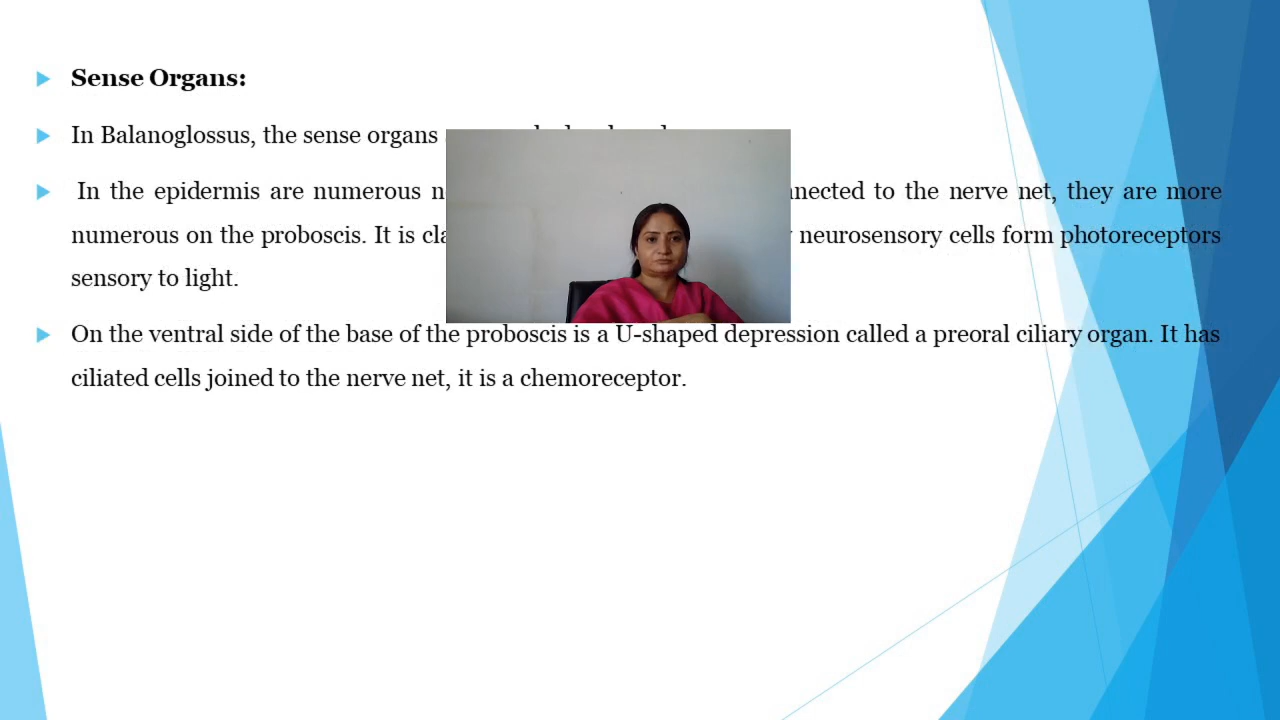 Sense Organs:
In Balanoglossus, the sense organs
In the epidermis are numerous to the nerve net, they are more
numerous on the proboscis. It is neurosensory cells form photoreceptors
sensory to light.
On the ventral side of the base of the proboscis is a U-shaped depression called a preoral ciliary organ. It has
ciliated cells joined to the nerve net, it is a chemoreceptor.